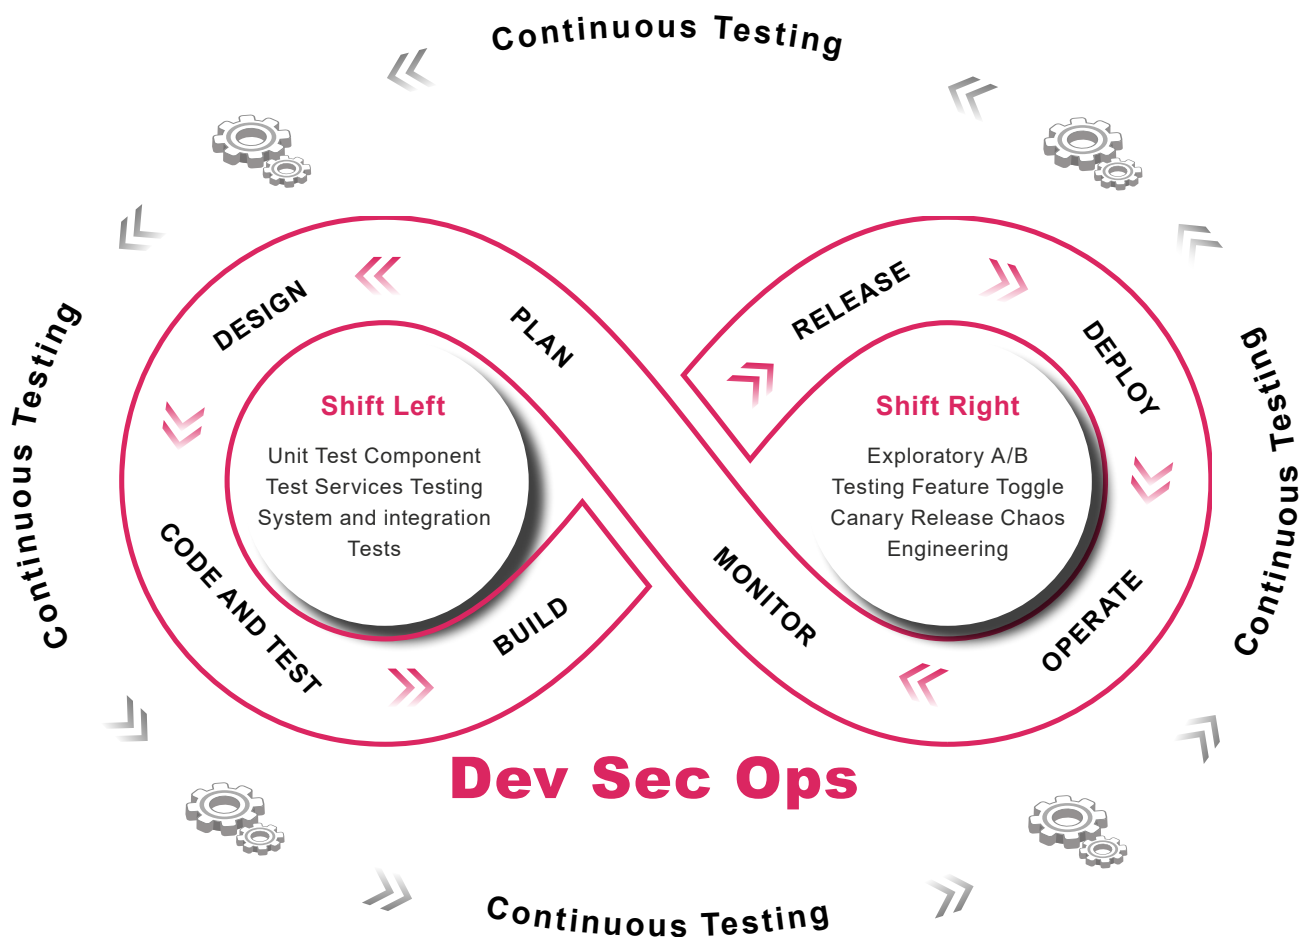 Continuous Testing
Continuous Testing
Continuous Testing
DESIGN
PLAN
RELEASE
DEPLOY
Shift Left
Unit Test Component
Test Services Testing
System and integration
Tests
Shift Right
Exploratory A/B
Testing Feature Toggle
Canary Release Chaos
Engineering
CODE AND TEST
BUILD
MONITOR
OPERATE
Dev Sec Ops
Continuous Testing